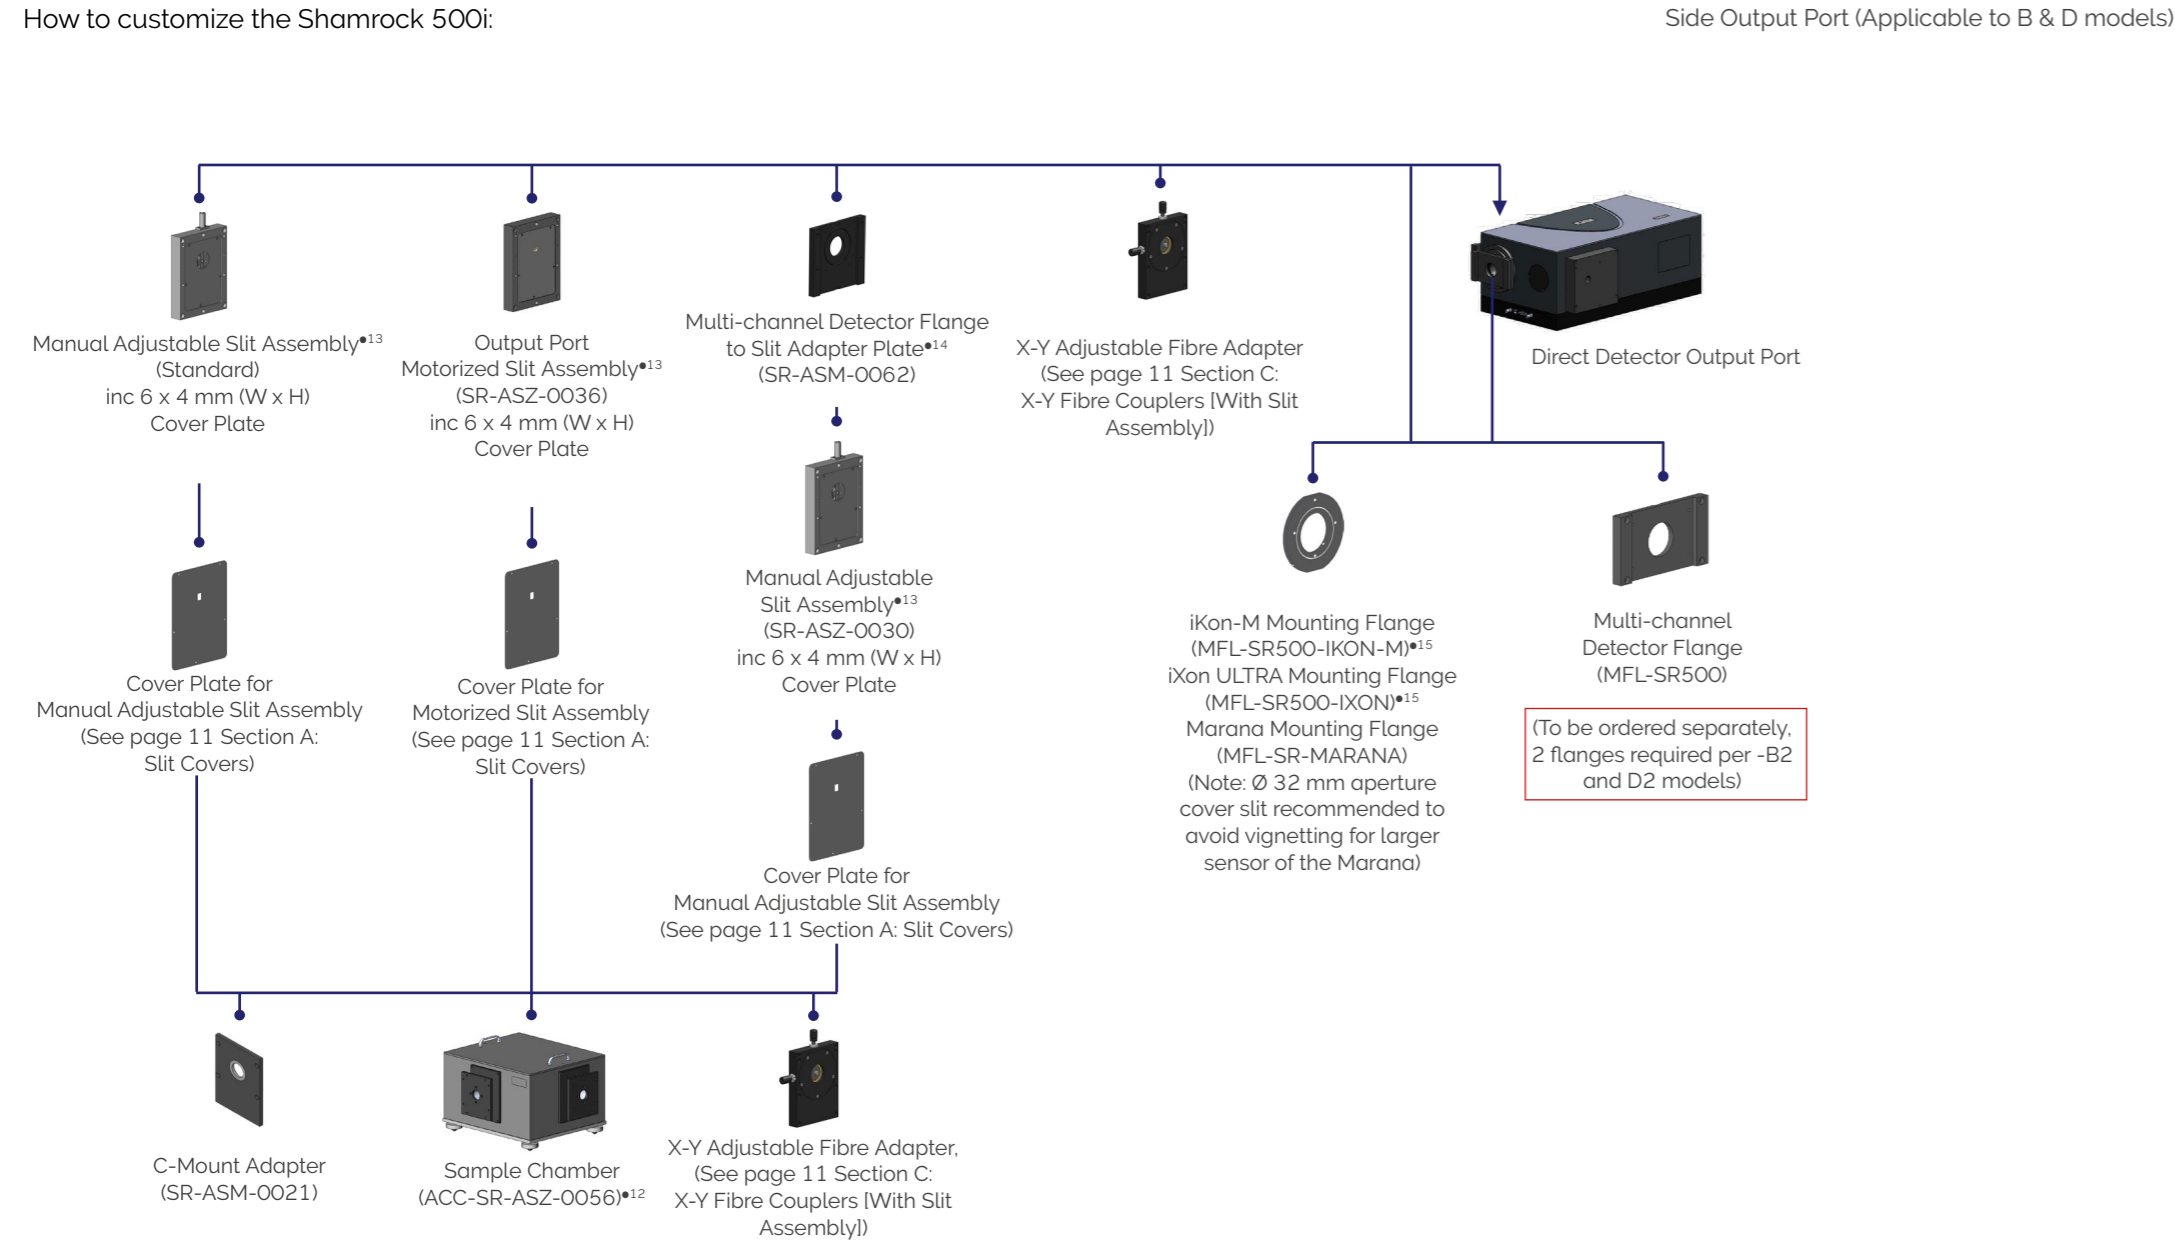 How to customize the Shamrock 500i:
Side Output Port (Applicable to B & D models)
Manual Adjustable Slit Assembly●13
(Standard)
inc 6 x 4 mm (W x H)
Cover Plate
Output Port
Motorized Slit Assembly●13
(SR-ASZ-0036)
inc 6 x 4 mm (W x H)
Cover Plate
Multi-channel Detector Flange
to Slit Adapter Plate●14
(SR-ASM-0062)
X-Y Adjustable Fibre Adapter
(See page 11 Section C:
X-Y Fibre Couplers [With Slit
Assembly])
Direct Detector Output Port
Manual Adjustable
Slit Assembly●13
(SR-ASZ-0030)
inc 6 x 4 mm (W x H)
Cover Plate
iKon-M Mounting Flange
(MFL-SR500-IKON-M)●15
iXon ULTRA Mounting Flange
(MFL-SR500-IXON)●15
Marana Mounting Flange
(MFL-SR-MARANA)
(Note: Ø 32 mm aperture
cover slit recommended to
avoid vignetting for larger
sensor of the Marana)
Multi-channel
Detector Flange
(MFL-SR500)
(To be ordered separately,
2 flanges required per -B2
and D2 models)
Cover Plate for
Manual Adjustable Slit Assembly
(See page 11 Section A:
Slit Covers)
Cover Plate for
Motorized Slit Assembly
(See page 11 Section A:
Slit Covers)
Cover Plate for
Manual Adjustable Slit Assembly
(See page 11 Section A: Slit Covers)
C-Mount Adapter
(SR-ASM-0021)
Sample Chamber
(ACC-SR-ASZ-0056)●12
X-Y Adjustable Fibre Adapter,
(See page 11 Section C:
X-Y Fibre Couplers [With Slit
Assembly])